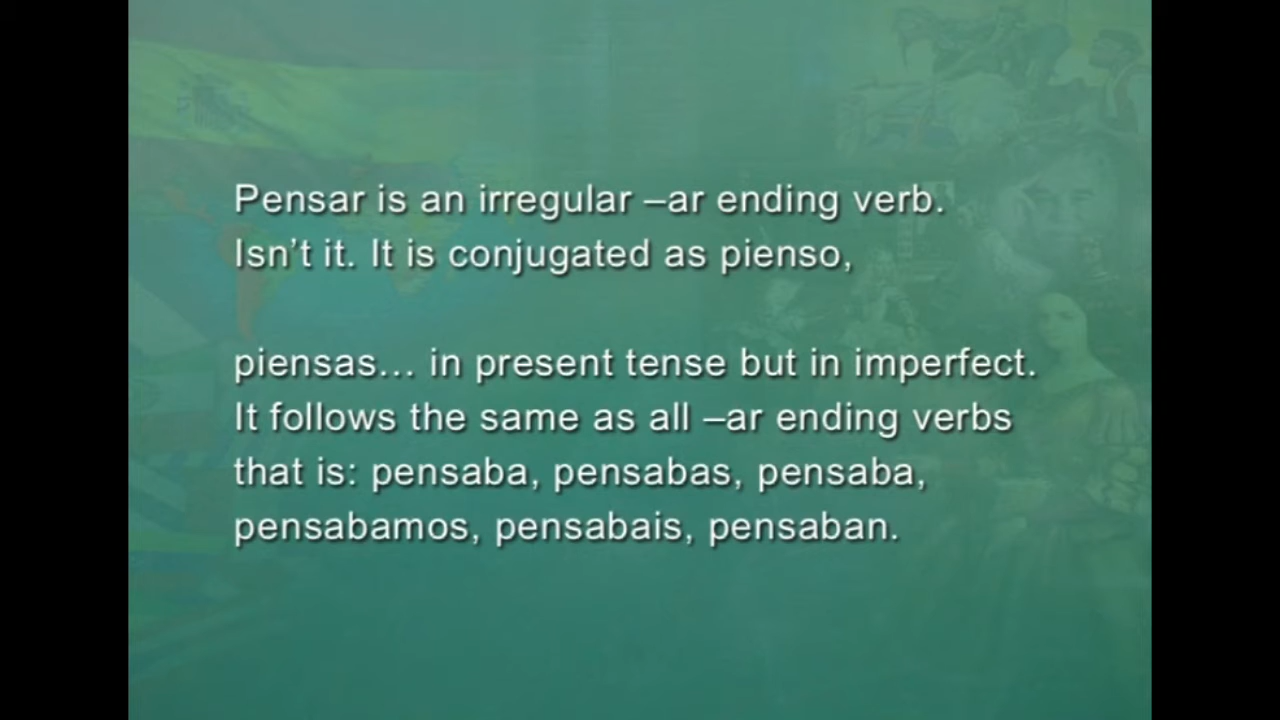 Pensar is an irregular –ar ending verb.
Isn’t it. It is conjugated as pienso,
piensas... in present tense but in imperfect.
It follows the same as all –ar ending verbs
that is: pensaba, pensabas, pensaba,
pensabamos, pensabais, pensaban.